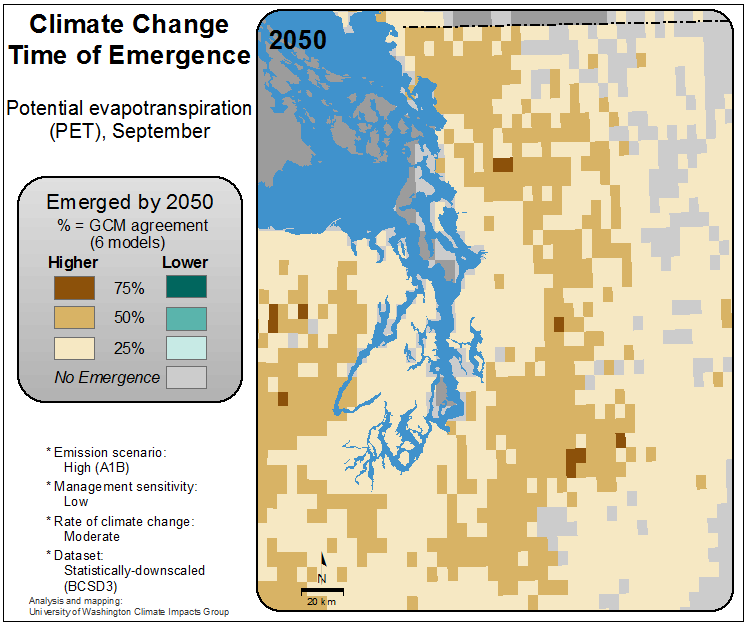 Climate Change
Time of Emergence
Potential evapotranspiration
(PET), September
Emerged by 2050
% = GCM agreement
(6 models)
Higher Lower
75%
50%
25%
No Emergence
* Emission scenario:
High (A1B)
* Management sensitivity:
Low
* Rate of climate change:
Moderate
* Dataset:
Statistically-downscaled
(BCSD3)
Analysis and mapping:
University of Washington Climate Impacts Group
2050
N
20 km